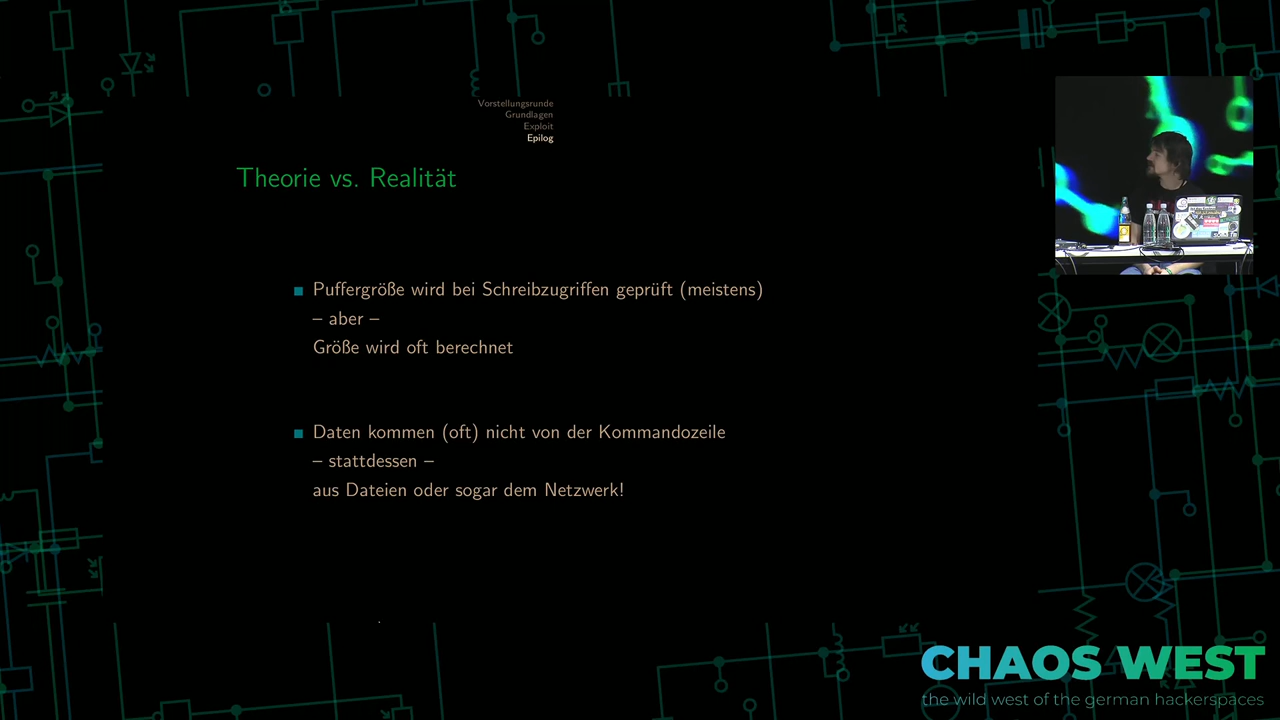 Vorstellungsrunde
Grundlagen
Exploit
Epilog
Theorie vs. Realität
Puffergröße wird bei Schreibzugriffen geprüft (meistens)
– aber –
Größe wird oft berechnet
Daten kommen (oft) nicht von der Kommandozeile
– stattdessen –
aus Dateien oder sogar dem Netzwerk!
CHAOS WEST
the wild west of the german hackerspaces